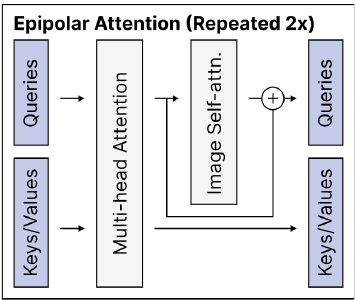 Epipolar Attention (Repeated 2x)
Queries
Keys/Values
Multi-head Attention
Image Self-attn.
+
Queries
Keys/Values